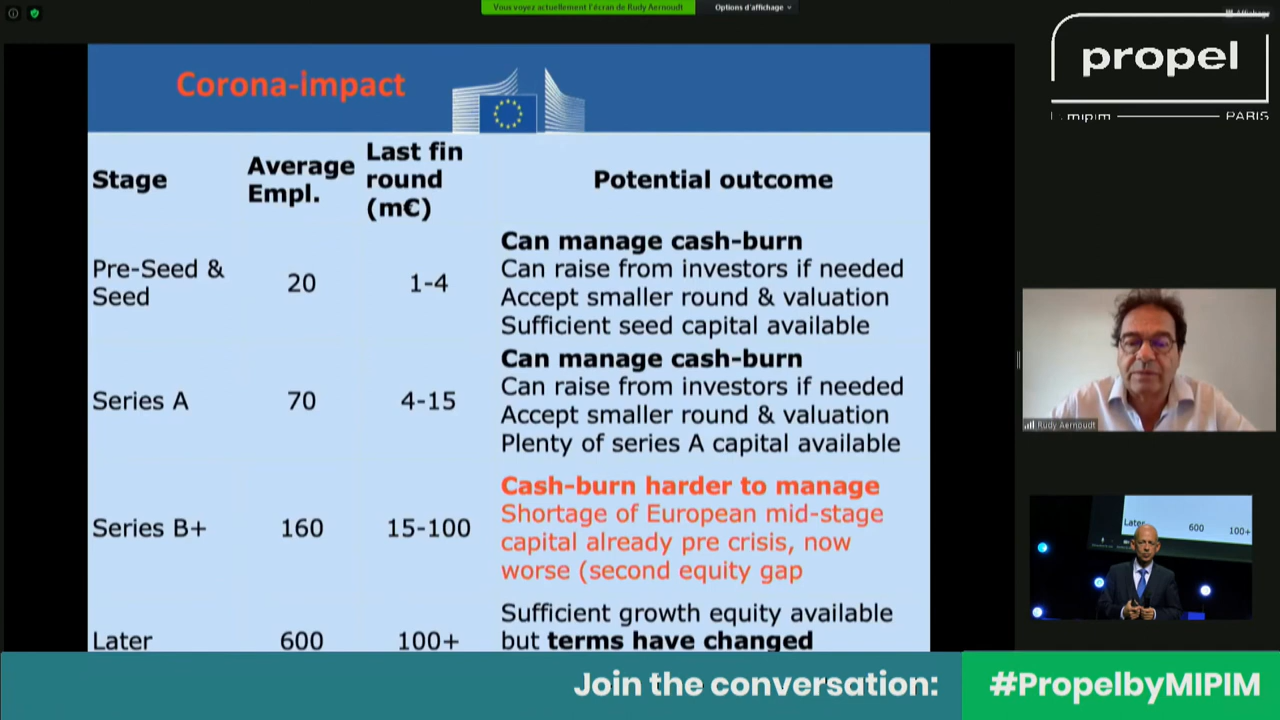 Vous voyez actuellement l'écran de Rudy Aernoudt
Options d'affichage
Affichage
propel
mipim
PARIS
Corona-impact
Stage
Average
Empl.
Last fin
round
(m€)
Potential outcome
Pre-Seed &
Seed
20
1-4
Can manage cash-burn
Can raise from investors if needed
Accept smaller round & valuation
Sufficient seed capital available
Series A
70
4-15
Can manage cash-burn
Can raise from investors if needed
Accept smaller round & valuation
Plenty of series A capital available
Series B+
160
15-100
Cash-burn harder to manage
Shortage of European mid-stage
capital already pre crisis, now
worse (second equity gap
Later
600
100+
Sufficient growth equity available
but terms have changed
Rudy Aernoudt
Later
600
100+
Join the conversation:
#PropelbyMIPIM